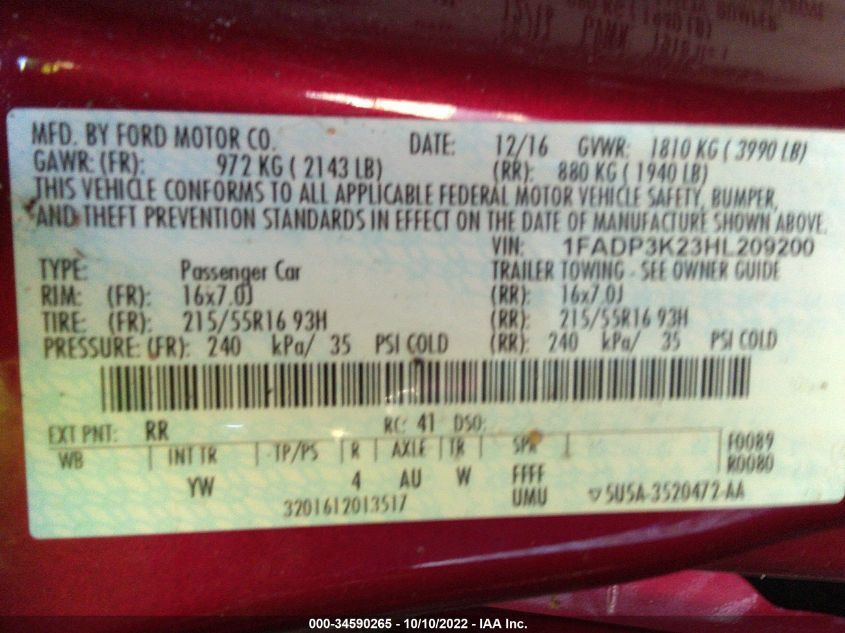 MFD. BY FORD MOTOR CO. DATE: 12/16 GVWR: 1810 KG ( 3990 LB)
GAWR: (FR): 972 KG ( 2143 LB) (RR): 880 KG ( 1940 LB)
THIS VEHICLE CONFORMS TO ALL APPLICABLE FEDERAL MOTOR VEHICLE SAFETY, BUMPER,
AND THEFT PREVENTION STANDARDS IN EFFECT ON THE DATE OF MANUFACTURE SHOWN ABOVE.
VIN: 1FADP3K23HL209200
TYPE: Passenger Car TRAILER TOWING - SEE OWNER GUIDE
RIM: (FR): 16x7.0J (RR): 16x7.0J
TIRE: (FR): 215/55R16 93H (RR): 215/55R16 93H
PRESSURE: (FR): 240 kPa/ 35 PSI COLD (RR): 240 kPa/ 35 PSI COLD
EXT PNT: RR RC: 41 DSO:
WB INT TR TP/PS R AXLE TR SPR F0089
R0080
YW 4 AU W FFFF
UMU
3201612013517 5U5A-3520472-AA
000-34590265 - 10/10/2022 - IAA Inc.